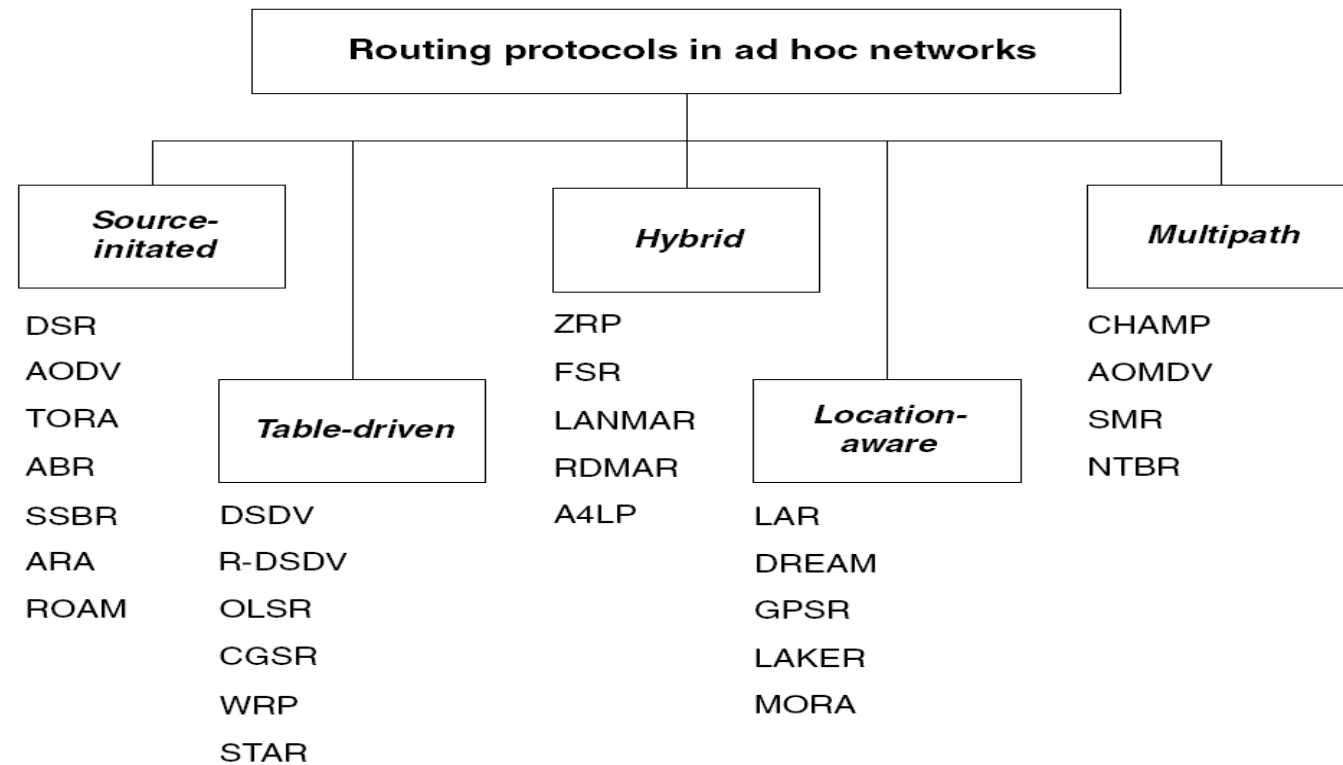 Routing protocols in ad hoc networks
Source-
initated
DSR
AODV
TORA
ABR
SSBR
ARA
ROAM
Table-driven
DSDV
R-DSDV
OLSR
CGSR
WRP
STAR
Hybrid
ZRP
FSR
LANMAR
RDMAR
A4LP
Location-
aware
LAR
DREAM
GPSR
LAKER
MORA
Multipath
CHAMP
AOMDV
SMR
NTBR